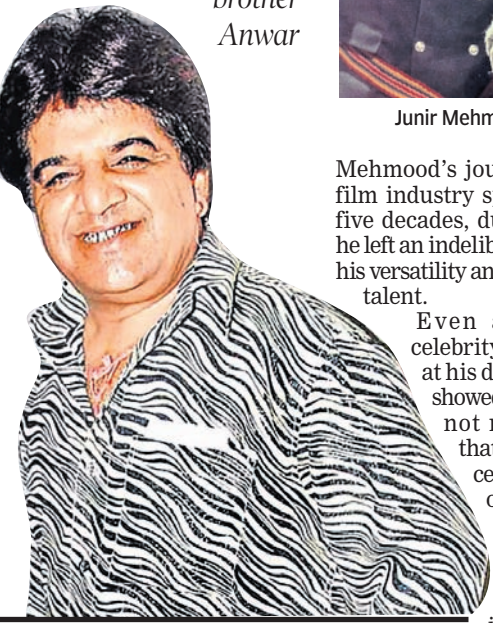 brother
Anwar
Junir Mehm
Mehmood's jou
film industry s
five decades, du
he left an indelib
his versatility an
talent.
Even
celebrity
at his d
showe
not
that
ce